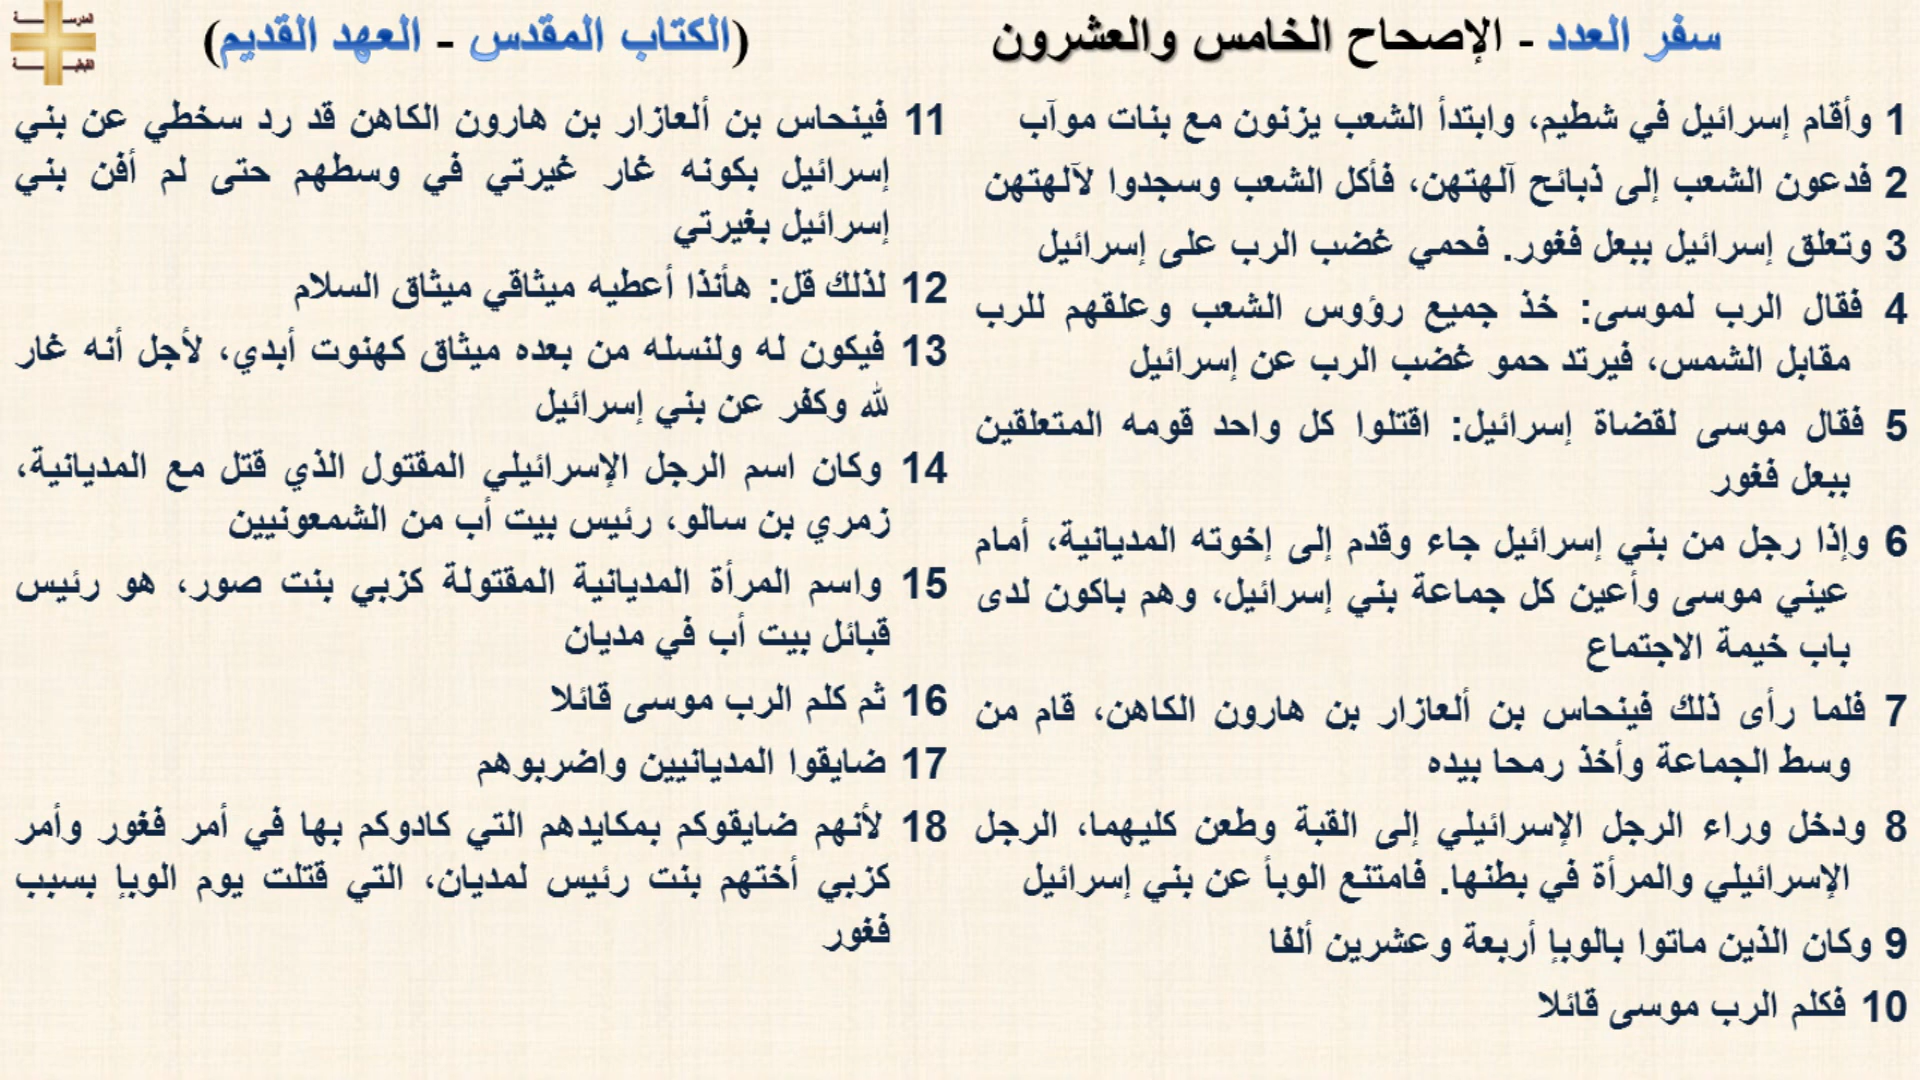 سفر العدد - الإصحاح الخامس والعشرون
(الكتاب المقدس - العهد القديم)
1 وأقام إسرائيل في شطيم، وابتدأ الشعب يزنون مع بنات موآب
2 فدعون الشعب إلى ذبائح آلهتهن، فأكل الشعب وسجدوا لآلهتهن
3 وتعلق إسرائيل ببعل فغور. فحمي غضب الرب على إسرائيل
4 فقال الرب لموسى: خذ جميع رؤوس الشعب وعلقهم للرب
مقابل الشمس، فيرتد حمو غضب الرب عن إسرائيل
5 فقال موسى لقضاة إسرائيل: اقتلوا كل واحد قومه المتعلقين
ببعل فغور
6 وإذا رجل من بني إسرائيل جاء وقدم إلى إخوته المديانية، أمام
عيني موسى وأعين كل جماعة بني إسرائيل، وهم باكون لدى
باب خيمة الاجتماع
7 فلما رأى ذلك فينحاس بن ألعازار بن هارون الكاهن، قام من
وسط الجماعة وأخذ رمحا بيده
8 ودخل وراء الرجل الإسرائيلي إلى القبة وطعن كليهما، الرجل
الإسرائيلي والمرأة في بطنها. فامتنع الوبأ عن بني إسرائيل
9 وكان الذين ماتوا بالوبإ أربعة وعشرين ألفا
10 فكلم الرب موسى قائلا
11 فينحاس بن ألعازار بن هارون الكاهن قد رد سخطي عن بني
إسرائيل بكونه غار غيرتي في وسطهم حتى لم أفن بني
إسرائيل بغيرتي
12 لذلك قل: هأنذا أعطيه ميثاقي ميثاق السلام
13 فيكون له ولنسله من بعده ميثاق كهنوت أبدي، لأجل أنه غار
لله وكفر عن بني إسرائيل
14 وكان اسم الرجل الإسرائيلي المقتول الذي قتل مع المديانية،
زمري بن سالو، رئيس بيت أب من الشمعونيين
15 واسم المرأة المديانية المقتولة كزبي بنت صور، هو رئيس
قبائل بيت أب في مديان
16 ثم كلم الرب موسى قائلا
17 ضايقوا المديانيين واضربوهم
18 لأنهم ضايقوكم بمكايدهم التي كادوكم بها في أمر فغور وأمر
كزبي أختهم بنت رئيس لمديان، التي قتلت يوم الوبإ بسبب
فغور